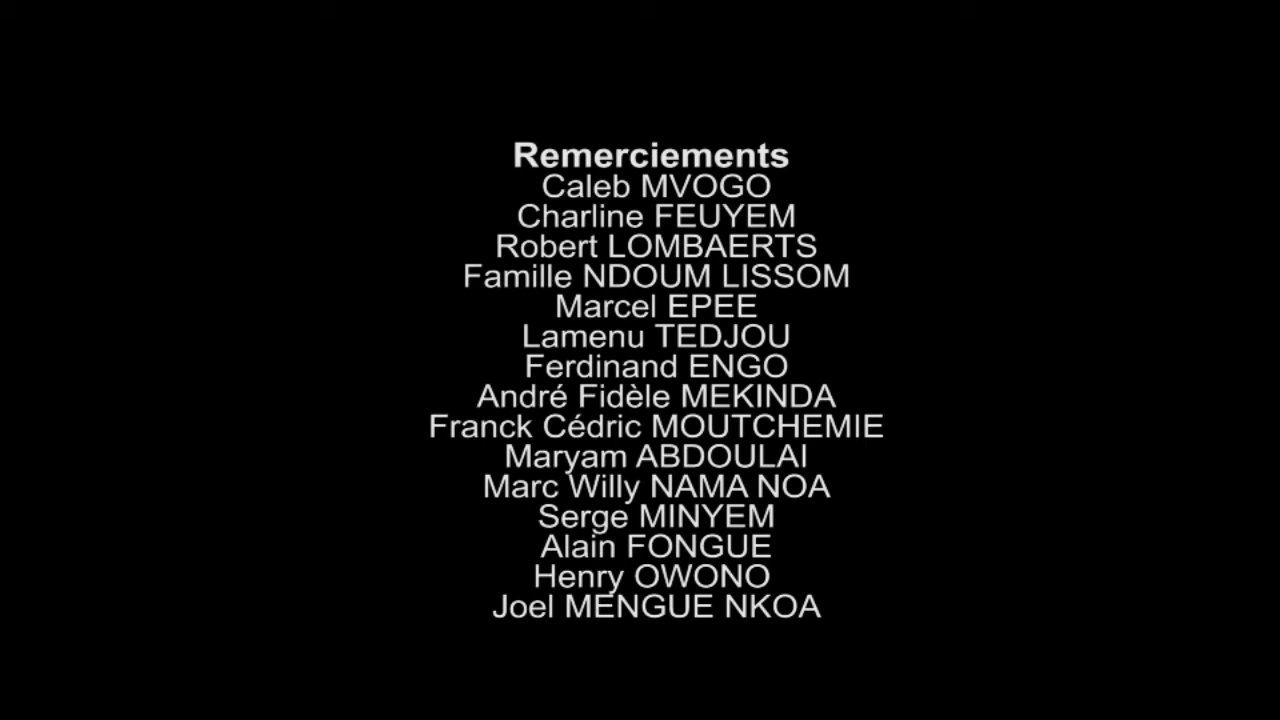 Remerciements
Caleb MVOGO
Charline FEUYEM
Robert LOMBAERTS
Famille NDOUM LISSOM
Marcel EPEE
Lamenu TEDJOU
Ferdinand ENGO
André Fidèle MEKINDA
Franck Cédric MOUTCHEMIE
Maryam ABDOULAI
Marc Willy NAMA NOA
Serge MINYEM
Alain FONGUE
Henry OWONO
Joel MENGUE NKOA